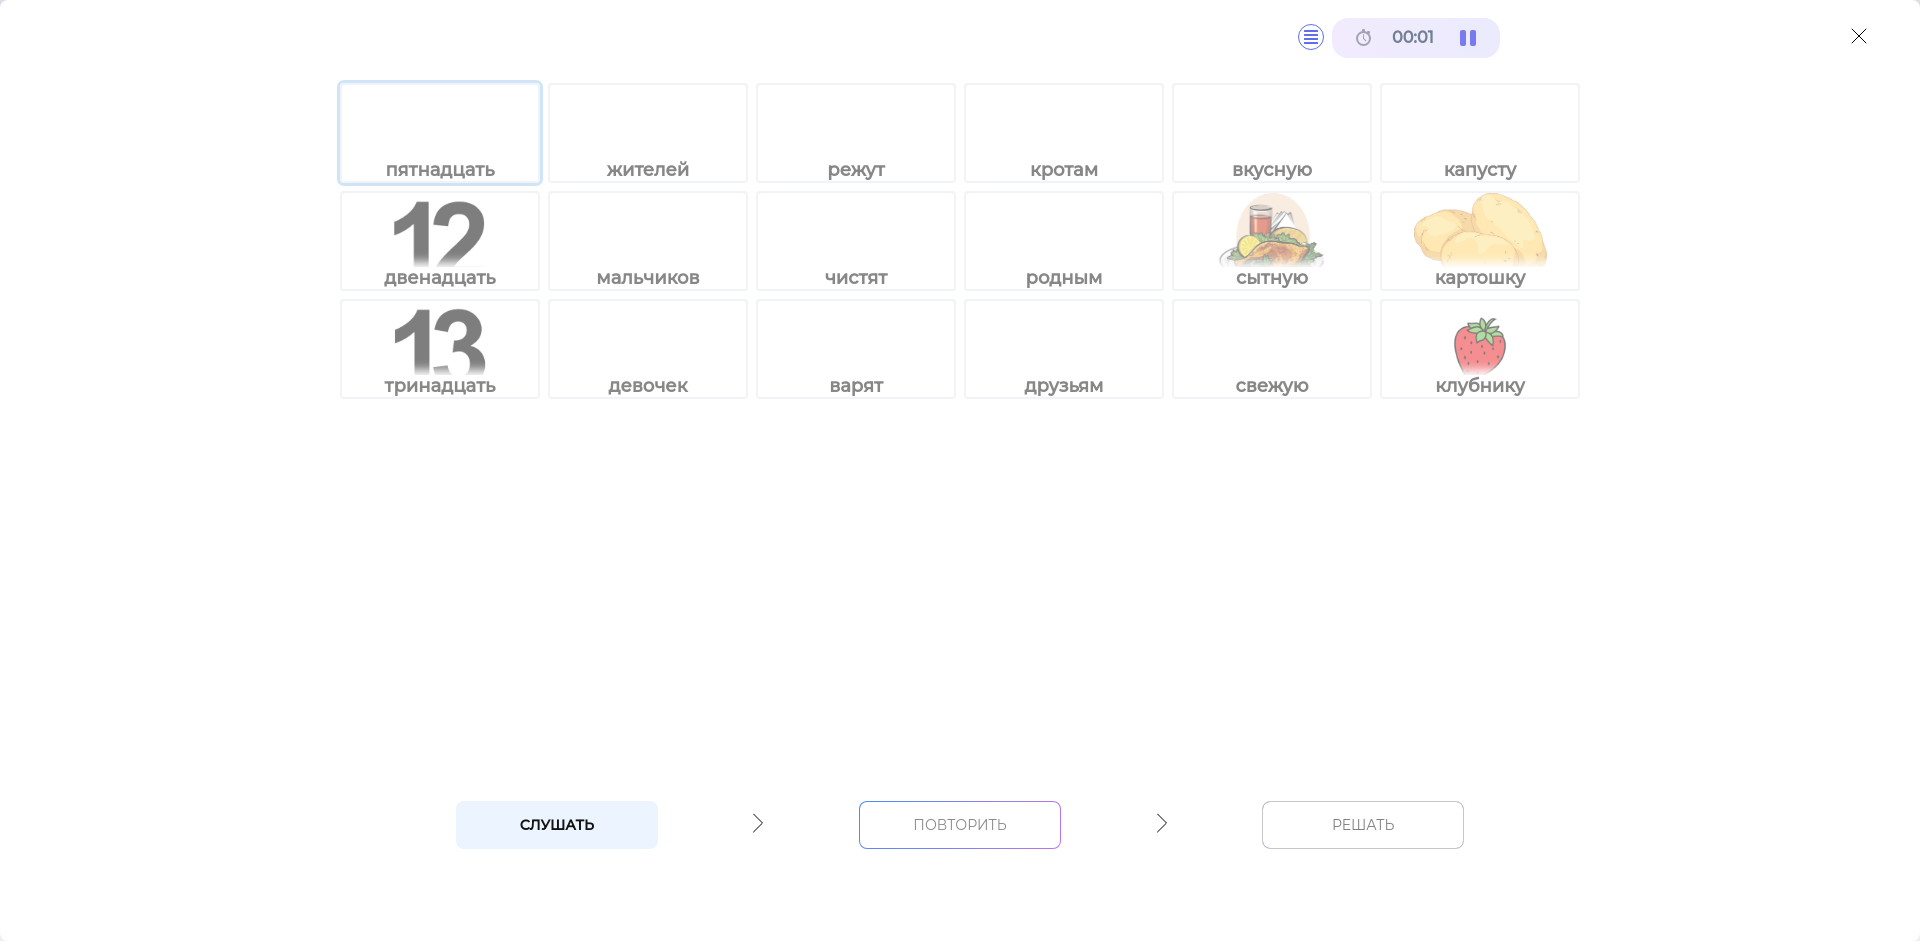 00:01
пятнадцать жителей режут кротам вкусную капусту
12
двенадцать мальчиков чистят родным сытную картошку
13
тринадцать девочек варят друзьям свежую клубнику
СЛУШАТЬ ПОВТОРИТЬ РЕШАТЬ